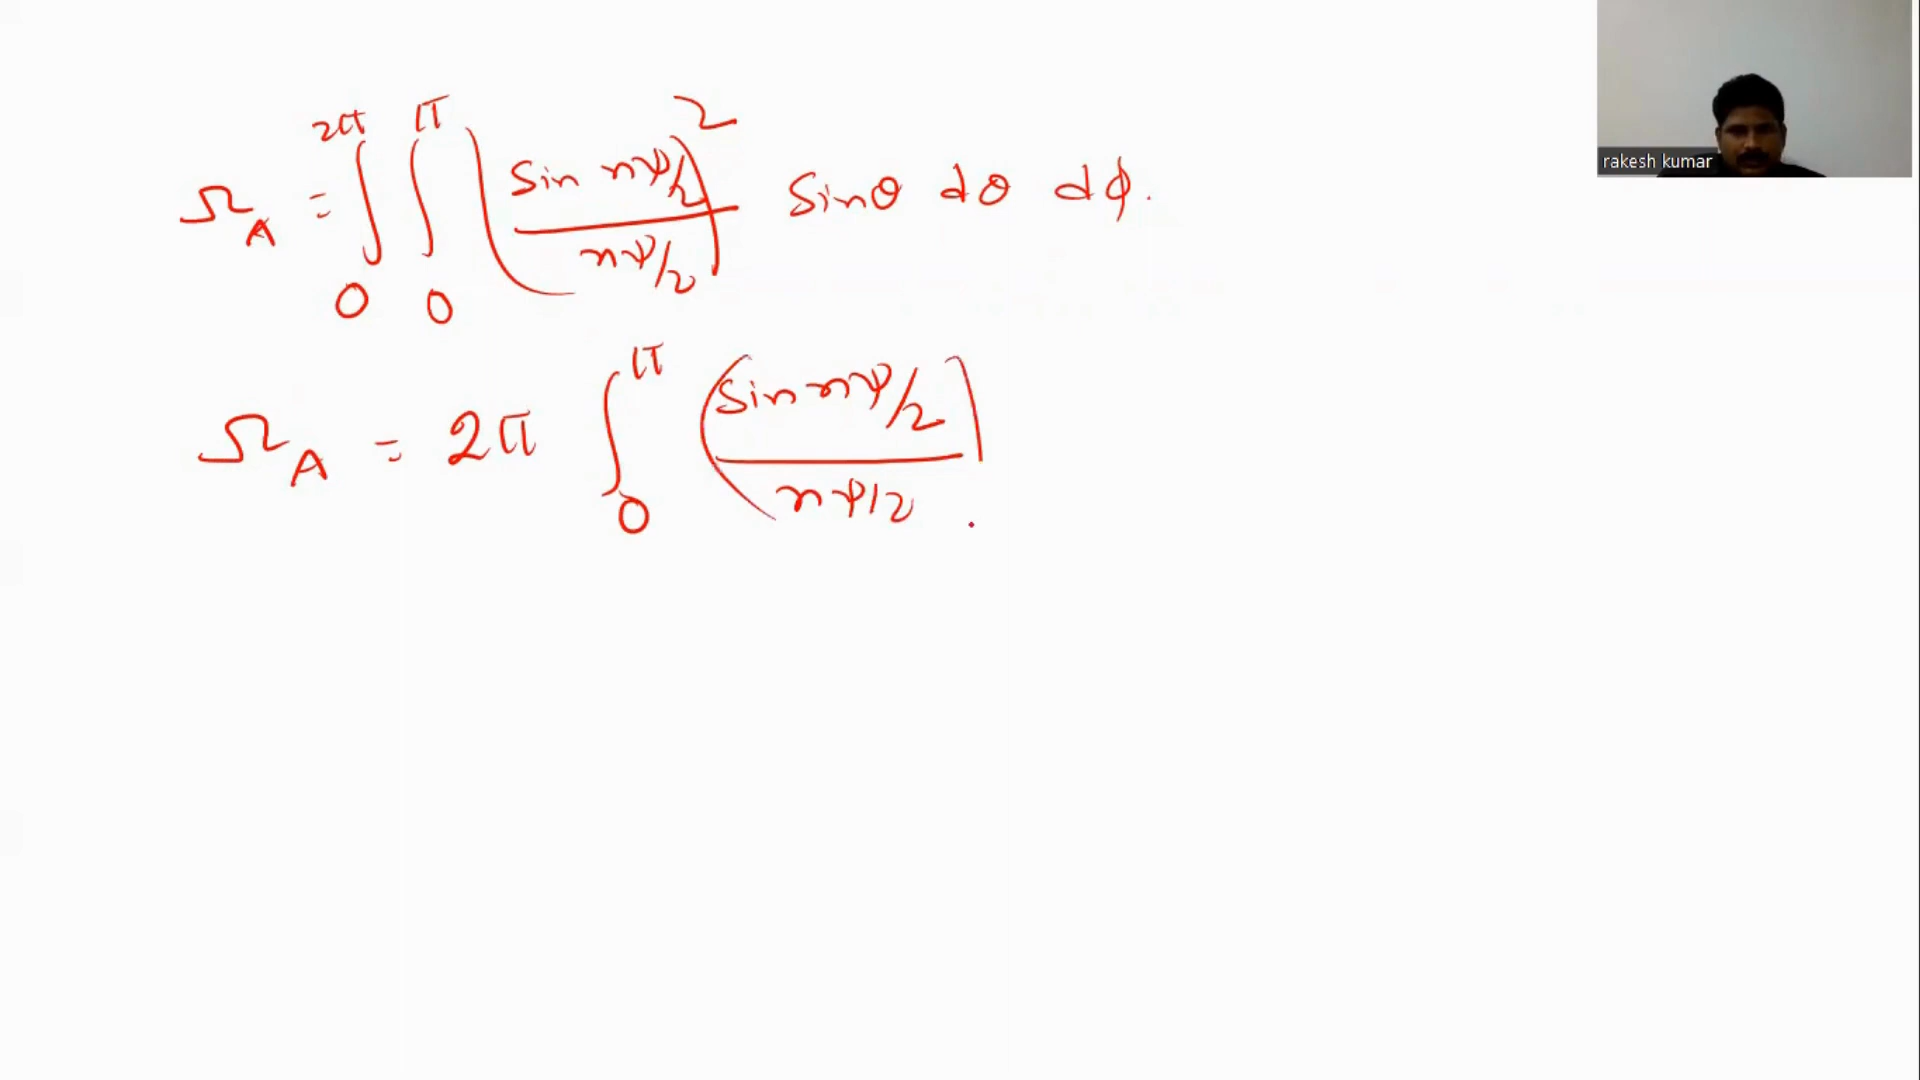 rakesh kumar
Ω_A = ∫_0^{2π} ∫_0^π (sin nψ/2 / nψ/2)^2 sinθ dθ dϕ.
Ω_A = 2π ∫_0^π (sin nψ/2 / nψ/2) .